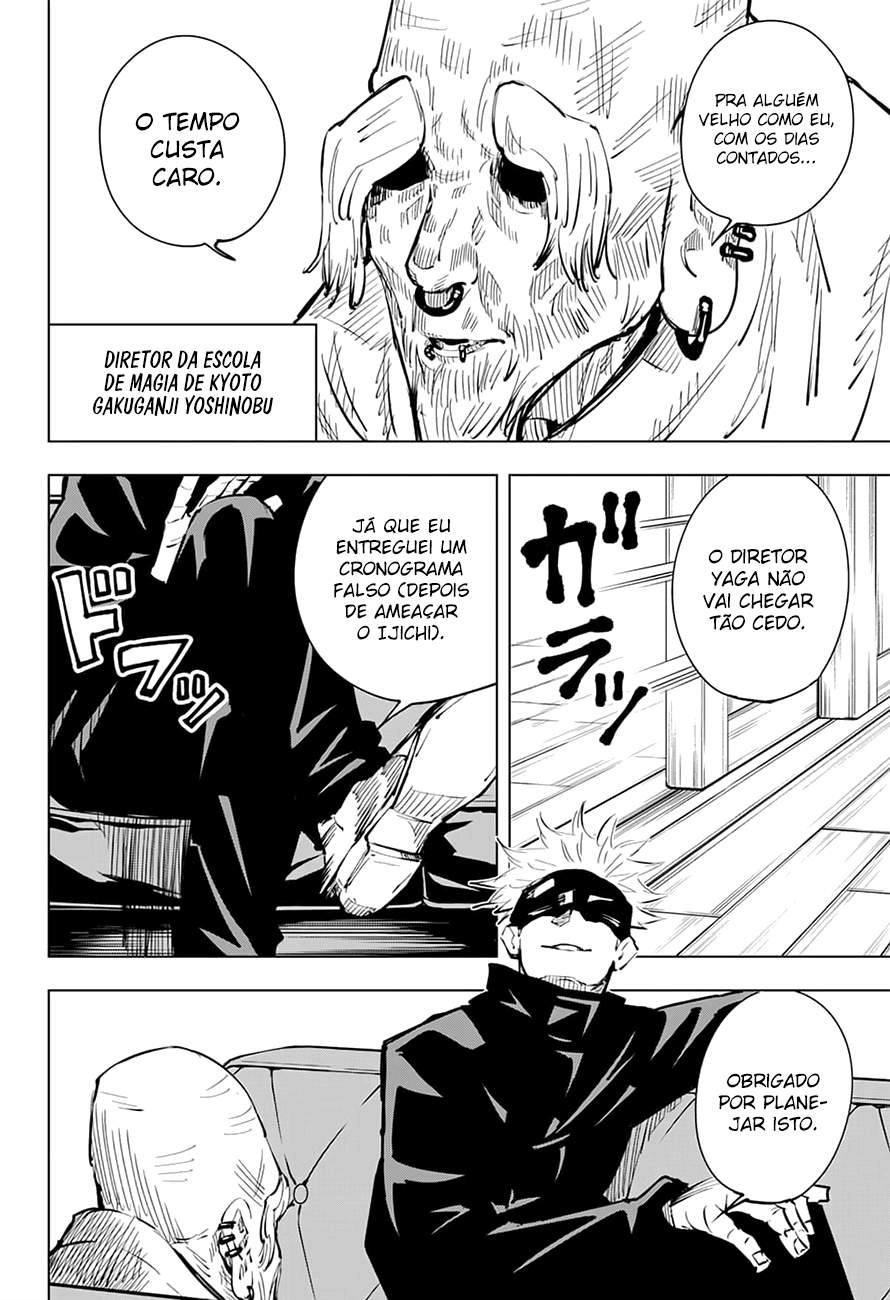 PRA ALGUÉM
VELHO COMO EU,
COM OS DIAS
CONTADOS...
O TEMPO
CUSTA
CARO.
DIRETOR DA ESCOLA
DE MAGIA DE KYOTO
GAKUGANJI YOSHINOBU
O DIRETOR
YAGA NÃO
VAI CHEGAR
TÃO CEDO.
ガラッ
JÁ QUE EU
ENTREGUEI UM
CRONOGRAMA
FALSO (DEPOIS
DE AMEAÇAR
O IJICHI).
ドカッ
OBRIGADO
POR PLANE-
JAR ISTO.